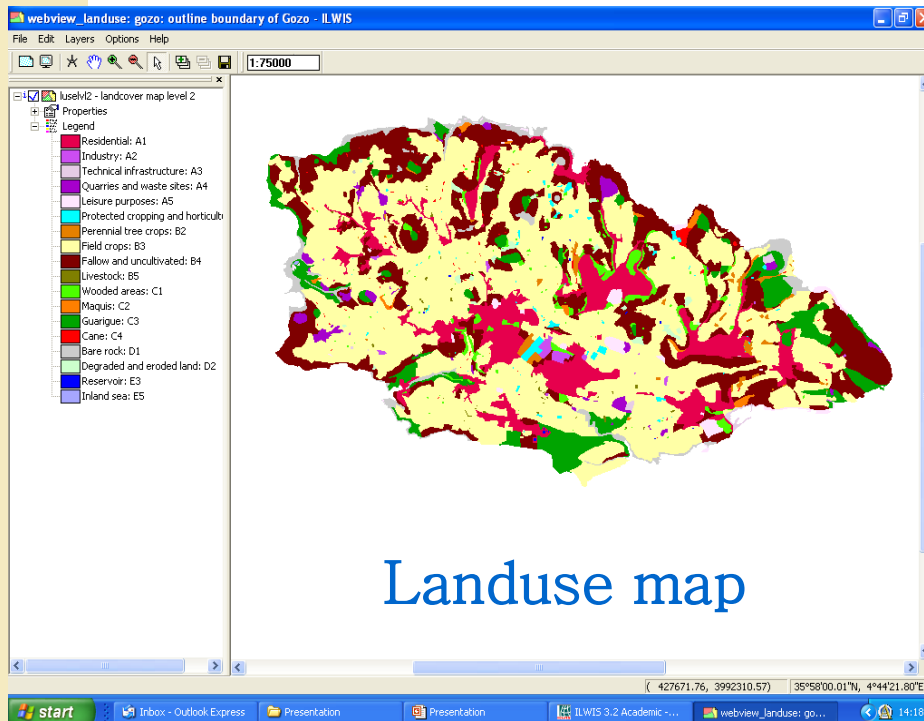 webview_landuse: gozo: outline boundary of Gozo - ILWIS
File Edit Layers Options Help
1:75000
luselvl2 - landcover map level 2
Properties
Legend
Residential: A1
Industry: A2
Technical infrastructure: A3
Quarries and waste sites: A4
Leisure purposes: A5
Protected cropping and horticultu
Perennial tree crops: B2
Field crops: B3
Fallow and uncultivated: B4
Livestock: B5
Wooded areas: C1
Maquis: C2
Guarigue: C3
Cane: C4
Bare rock: D1
Degraded and eroded land: D2
Reservoir: E3
Inland sea: E5
Landuse map
( 427671.76, 3992310.57) 35°58'00.01"N, 4°44'21.80"E
start Inbox - Outlook Express Presentation Presentation ILWIS 3.2 Academic -... webview_landuse: go... 14:18